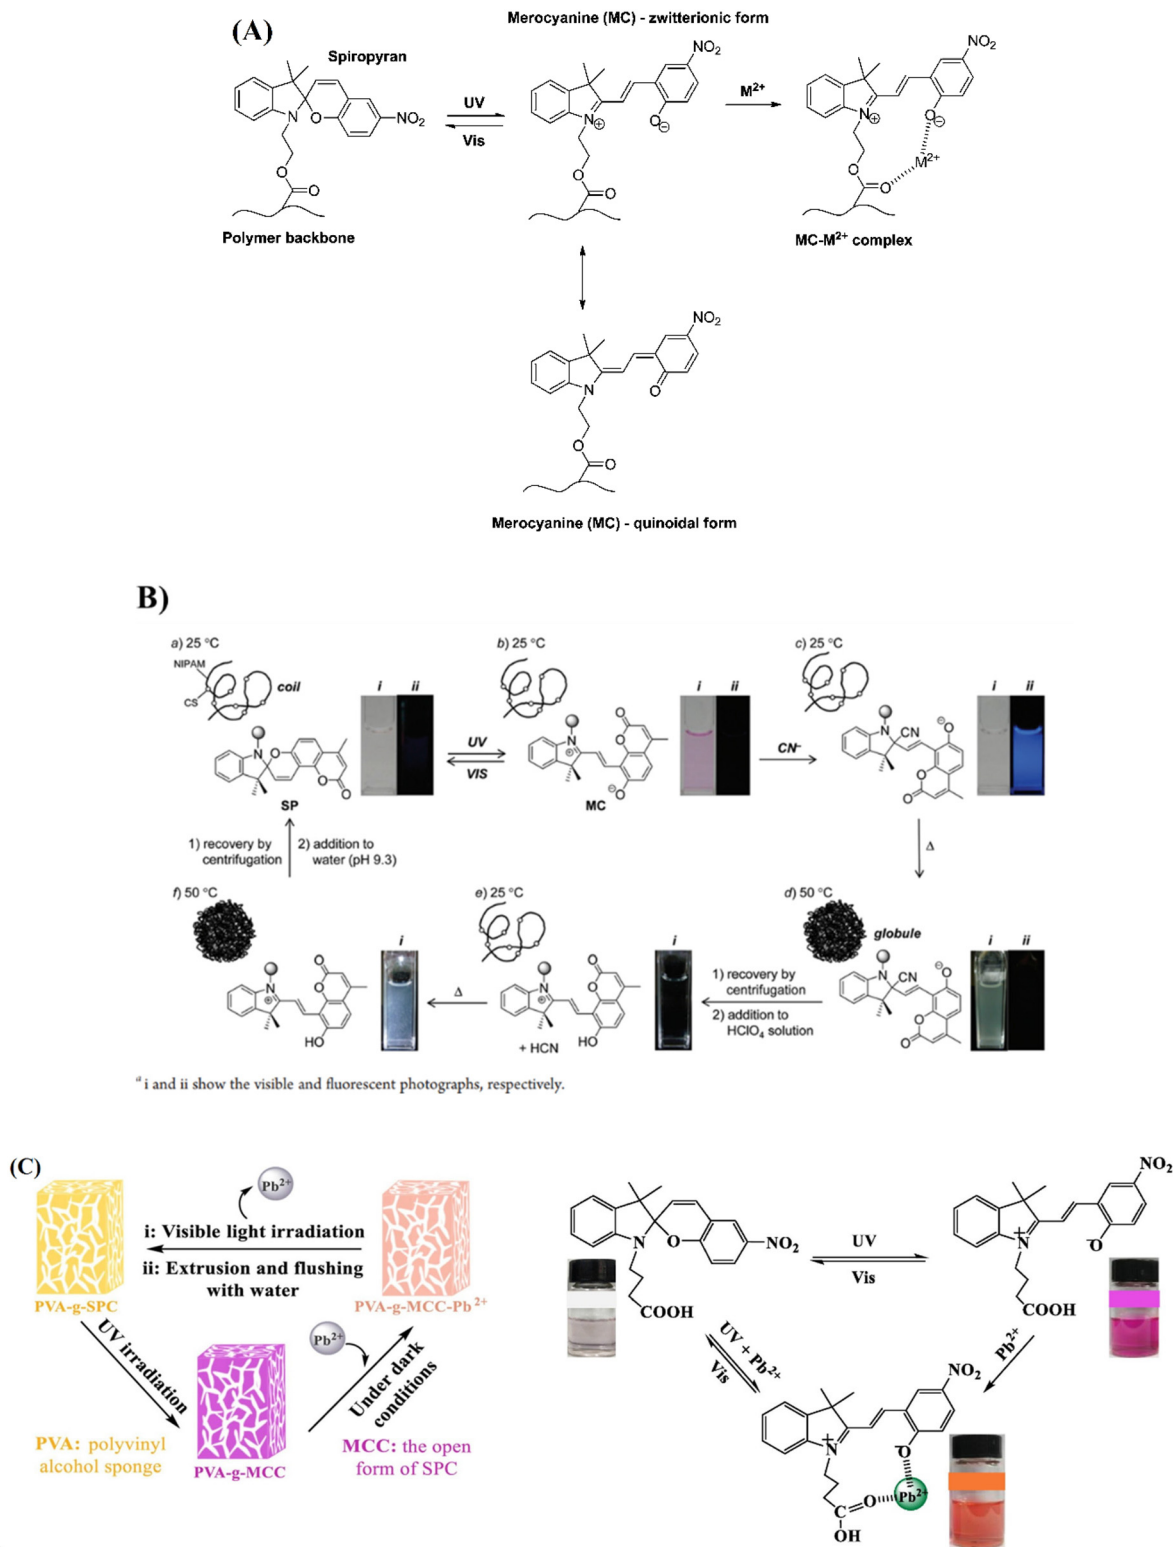 (A)
Merocyanine (MC) - zwitterionic form
Spiropyran
NO₂
NO₂
N
O
NO₂
UV
Vis
N⊕
O⊖
M²⁺
N⊕
O⊖
M²⁺
O
O
O
O
O
O
Polymer backbone
MC-M²⁺ complex
NO₂
N
O
O
O
Merocyanine (MC) - quinoidal form
B)
a) 25 °C
NIPAM
CS
coil
i
ii
N
O
O
O
SP
UV
VIS
b) 25 °C
i
ii
N
⊕
O
O
O⊖
MC
CN⁻
c) 25 °C
i
ii
N
CN
⊖O
O
O
Δ
1) recovery by
centrifugation
2) addition to
water (pH 9.3)
f) 50 °C
i
N
⊕
O
O
HO
Δ
e) 25 °C
i
N
⊕
O
O
HO
+ HCN
1) recovery by
centrifugation
2) addition to
HClO₄ solution
d) 50 °C
globule
i
ii
N
CN
⊖O
O
O
ᵃ i and ii show the visible and fluorescent photographs, respectively.
(C)
Pb²⁺
i: Visible light irradiation
ii: Extrusion and flushing
with water
PVA-g-SPC
PVA-g-MCC-Pb²⁺
UV irradiation
Pb²⁺
Under dark
conditions
PVA: polyvinyl
alcohol sponge
PVA-g-MCC
MCC: the open
form of SPC
N
O
NO₂
COOH
UV
Vis
NO₂
N
+
O
-
COOH
UV + Pb²⁺
Vis
Pb²⁺
NO₂
N
+
O
-
O
Pb²⁺
C
OH